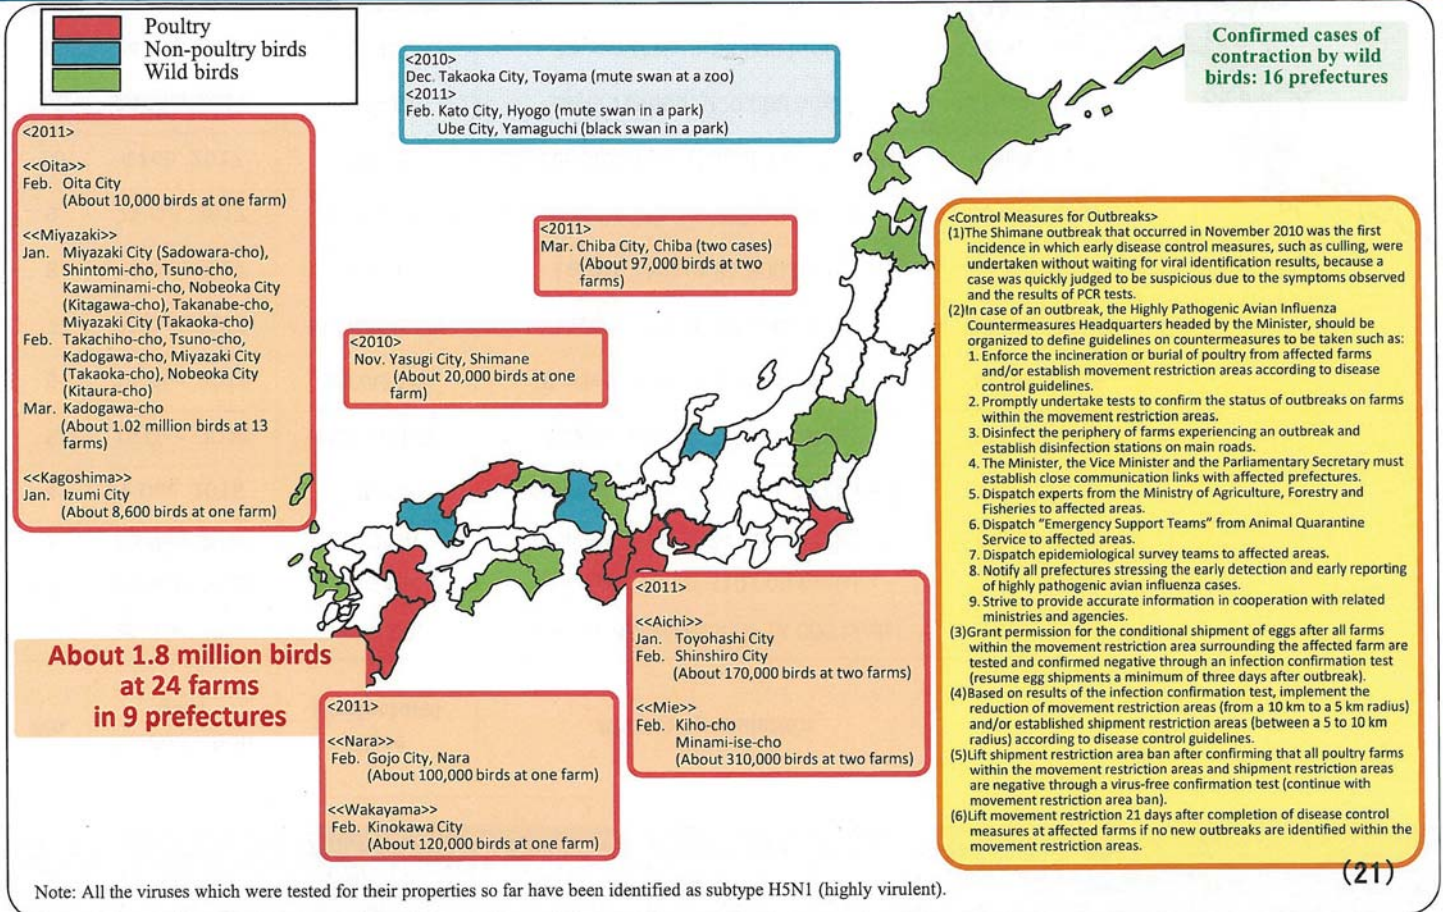 Poultry
Non-poultry birds
Wild birds
<2010>
Dec. Takaoka City, Toyama (mute swan at a zoo)
<2011>
Feb. Kato City, Hyogo (mute swan in a park)
Ube City, Yamaguchi (black swan in a park)
Confirmed cases of
contraction by wild
birds: 16 prefectures
<2011>
<<Oita>>
Feb. Oita City
(About 10,000 birds at one farm)
<<Miyazaki>>
Jan. Miyazaki City (Sadowara-cho),
Shintomi-cho, Tsuno-cho,
Kawaminami-cho, Nobeoka City
(Kitagawa-cho), Takanabe-cho,
Miyazaki City (Takaoka-cho)
Feb. Takachiho-cho, Tsuno-cho,
Kadogawa-cho, Miyazaki City
(Takaoka-cho), Nobeoka City
(Kitaura-cho)
Mar. Kadogawa-cho
(About 1.02 million birds at 13
farms)
<<Kagoshima>>
Jan. Izumi City
(About 8,600 birds at one farm)
<2011>
Mar. Chiba City, Chiba (two cases)
(About 97,000 birds at two
farms)
<2010>
Nov. Yasugi City, Shimane
(About 20,000 birds at one
farm)
<Control Measures for Outbreaks>
(1)The Shimane outbreak that occurred in November 2010 was the first
incidence in which early disease control measures, such as culling, were
undertaken without waiting for viral identification results, because a
case was quickly judged to be suspicious due to the symptoms observed
and the results of PCR tests.
(2)In case of an outbreak, the Highly Pathogenic Avian Influenza
Countermeasures Headquarters headed by the Minister, should be
organized to define guidelines on countermeasures to be taken such as:
1. Enforce the incineration or burial of poultry from affected farms
and/or establish movement restriction areas according to disease
control guidelines.
2. Promptly undertake tests to confirm the status of outbreaks on farms
within the movement restriction areas.
3. Disinfect the periphery of farms experiencing an outbreak and
establish disinfection stations on main roads.
4. The Minister, the Vice Minister and the Parliamentary Secretary must
establish close communication links with affected prefectures.
5. Dispatch experts from the Ministry of Agriculture, Forestry and
Fisheries to affected areas.
6. Dispatch “Emergency Support Teams” from Animal Quarantine
Service to affected areas.
7. Dispatch epidemiological survey teams to affected areas.
8. Notify all prefectures stressing the early detection and early reporting
of highly pathogenic avian influenza cases.
9. Strive to provide accurate information in cooperation with related
ministries and agencies.
(3)Grant permission for the conditional shipment of eggs after all farms
within the movement restriction area surrounding the affected farm are
tested and confirmed negative through an infection confirmation test
(resume egg shipments a minimum of three days after outbreak).
(4)Based on results of the infection confirmation test, implement the
reduction of movement restriction areas (from a 10 km to a 5 km radius)
and/or established shipment restriction areas (between a 5 to 10 km
radius) according to disease control guidelines.
(5)Lift shipment restriction area ban after confirming that all poultry farms
within the movement restriction areas and shipment restriction areas
are negative through a virus-free confirmation test (continue with
movement restriction area ban).
(6)Lift movement restriction 21 days after completion of disease control
measures at affected farms if no new outbreaks are identified within the
movement restriction areas.
About 1.8 million birds
at 24 farms
in 9 prefectures
<2011>
<<Aichi>>
Jan. Toyohashi City
Feb. Shinshiro City
(About 170,000 birds at two farms)
<<Mie>>
Feb. Kiho-cho
Minami-ise-cho
(About 310,000 birds at two farms)
<2011>
<<Nara>>
Feb. Gojo City, Nara
(About 100,000 birds at one farm)
<<Wakayama>>
Feb. Kinokawa City
(About 120,000 birds at one farm)
(21)
Note: All the viruses which were tested for their properties so far have been identified as subtype H5N1 (highly virulent).